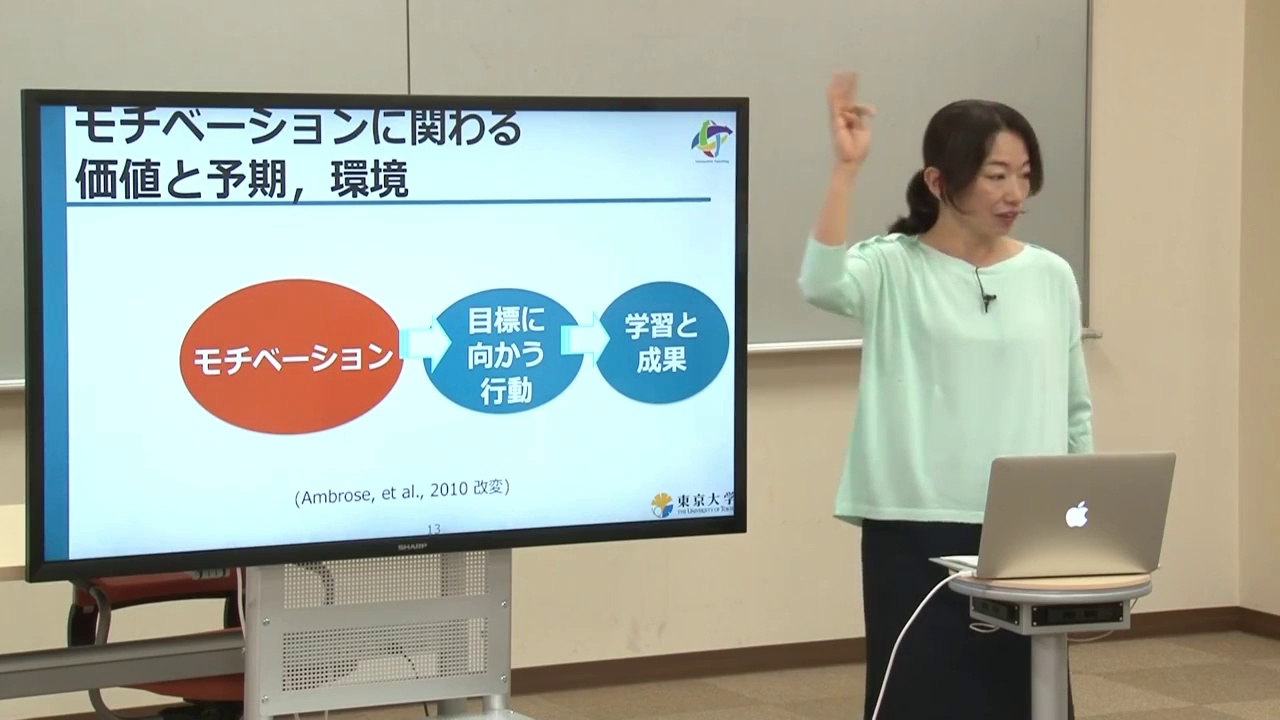 モチベーションに関わる
価値と予期，環境
モチベーション
目標に
向かう
行動
学習と
成果
(Ambrose, et al., 2010 改変)
13
東京大学
THE UNIVERSITY OF TOKYO
SHARP